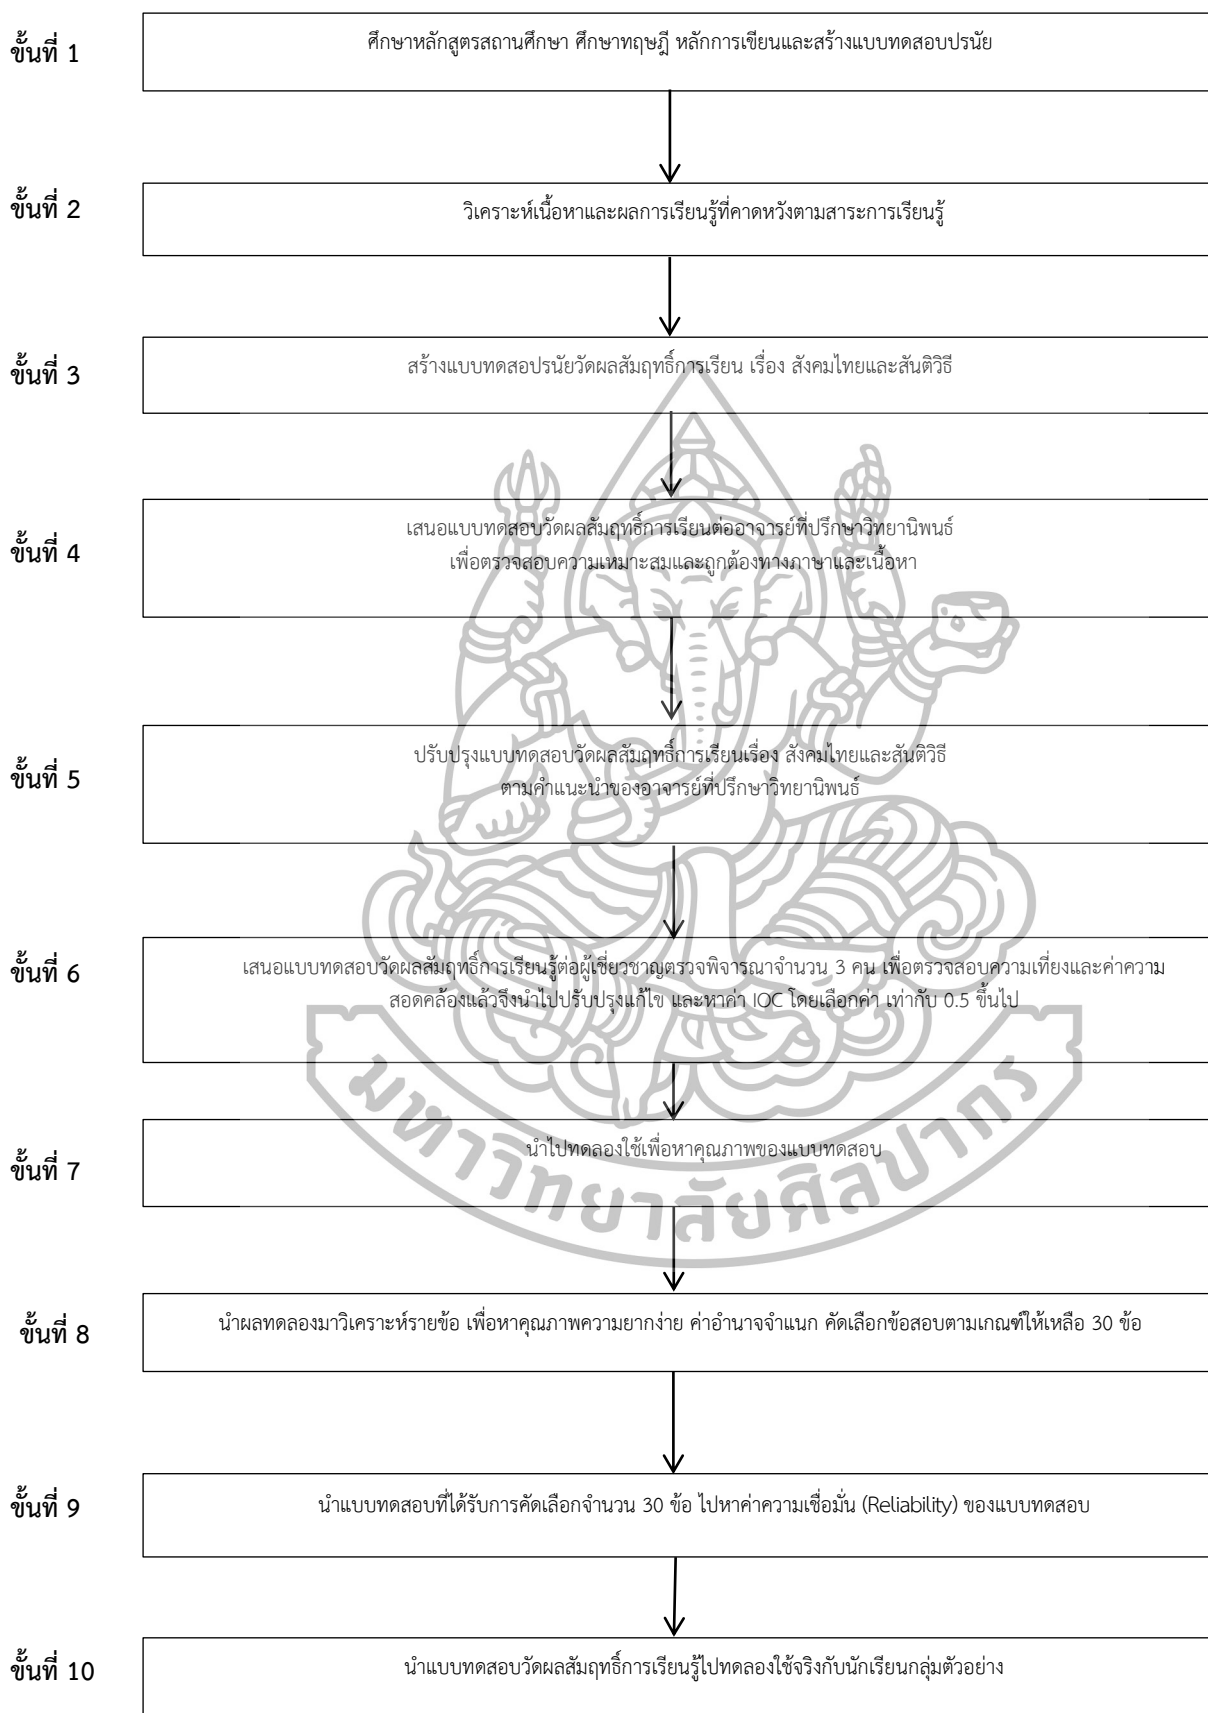 ขั้นที่ 1
ศึกษาหลักสูตรสถานศึกษา ศึกษาทฤษฎี หลักการเขียนและสร้างแบบทดสอบปรนัย
ขั้นที่ 2
วิเคราะห์เนื้อหาและผลการเรียนรู้ที่คาดหวังตามสาระการเรียนรู้
ขั้นที่ 3
สร้างแบบทดสอปรนัยวัดผลสัมฤทธิ์การเรียน เรื่อง สังคมไทยและสันติวิธี
ขั้นที่ 4
เสนอแบบทดสอบวัดผลสัมฤทธิ์การเรียนต่ออาจารย์ที่ปรึกษาวิทยานิพนธ์
เพื่อตรวจสอบความเหมาะสมและถูกต้องทางภาษาและเนื้อหา
ขั้นที่ 5
ปรับปรุงแบบทดสอบวัดผลสัมฤทธิ์การเรียนเรื่อง สังคมไทยและสันติวิธี
ตามคำแนะนำของอาจารย์ที่ปรึกษาวิทยานิพนธ์
ขั้นที่ 6
เสนอแบบทดสอบวัดผลสัมฤทธิ์การเรียนรู้ต่อผู้เชี่ยวชาญตรวจพิจารณาจำนวน 3 คน เพื่อตรวจสอบความเที่ยงและค่าความ
สอดคล้องแล้วจึงนำไปปรับปรุงแก้ไข และหาค่า IOC โดยเลือกค่า เท่ากับ 0.5 ขึ้นไป
ขั้นที่ 7
นำไปทดลองใช้เพื่อหาคุณภาพของแบบทดสอบ
มหาวิทยาลัยศิลปากร
ขั้นที่ 8
นำผลทดลองมาวิเคราะห์รายข้อ เพื่อหาคุณภาพความยากง่าย ค่าอำนาจจำแนก คัดเลือกข้อสอบตามเกณฑ์ให้เหลือ 30 ข้อ
ขั้นที่ 9
นำแบบทดสอบที่ได้รับการคัดเลือกจำนวน 30 ข้อ ไปหาค่าความเชื่อมั่น (Reliability) ของแบบทดสอบ
ขั้นที่ 10
นำแบบทดสอบวัดผลสัมฤทธิ์การเรียนรู้ไปทดลองใช้จริงกับนักเรียนกลุ่มตัวอย่าง